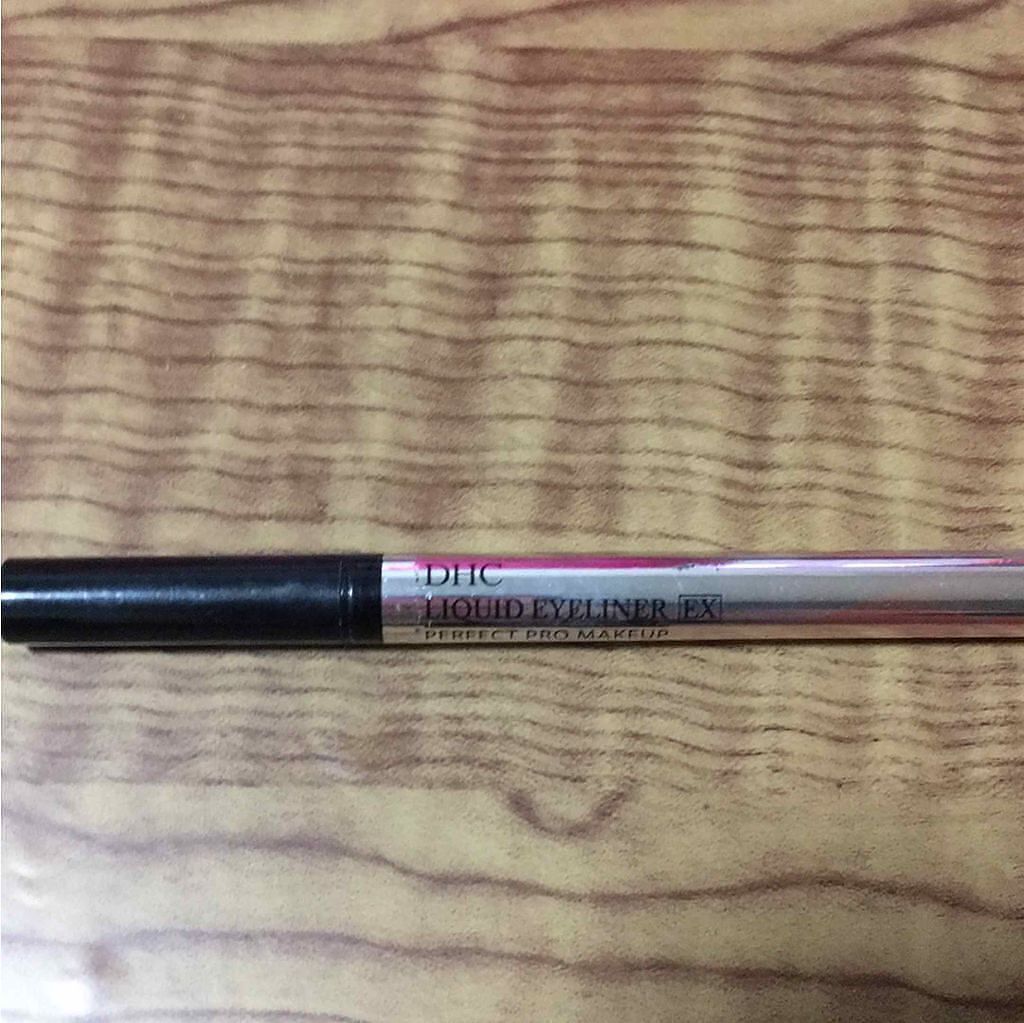 DHC
LIQUID EYELINER EX
PERFECT PRO MAKEUP